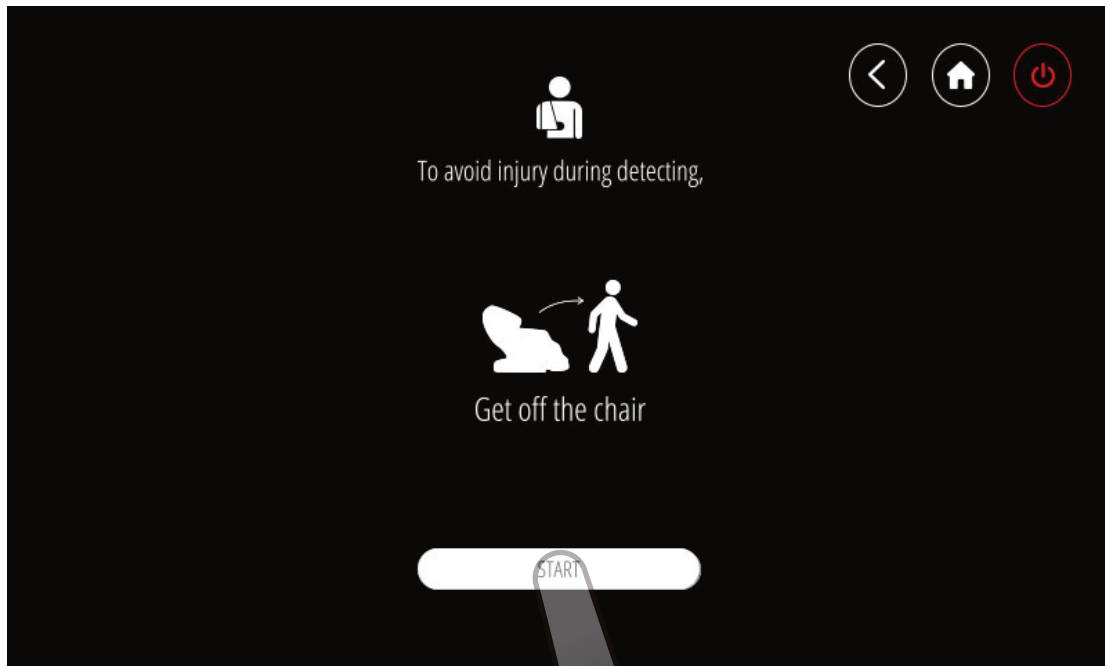 To avoid injury during detecting,
Get off the chair
START